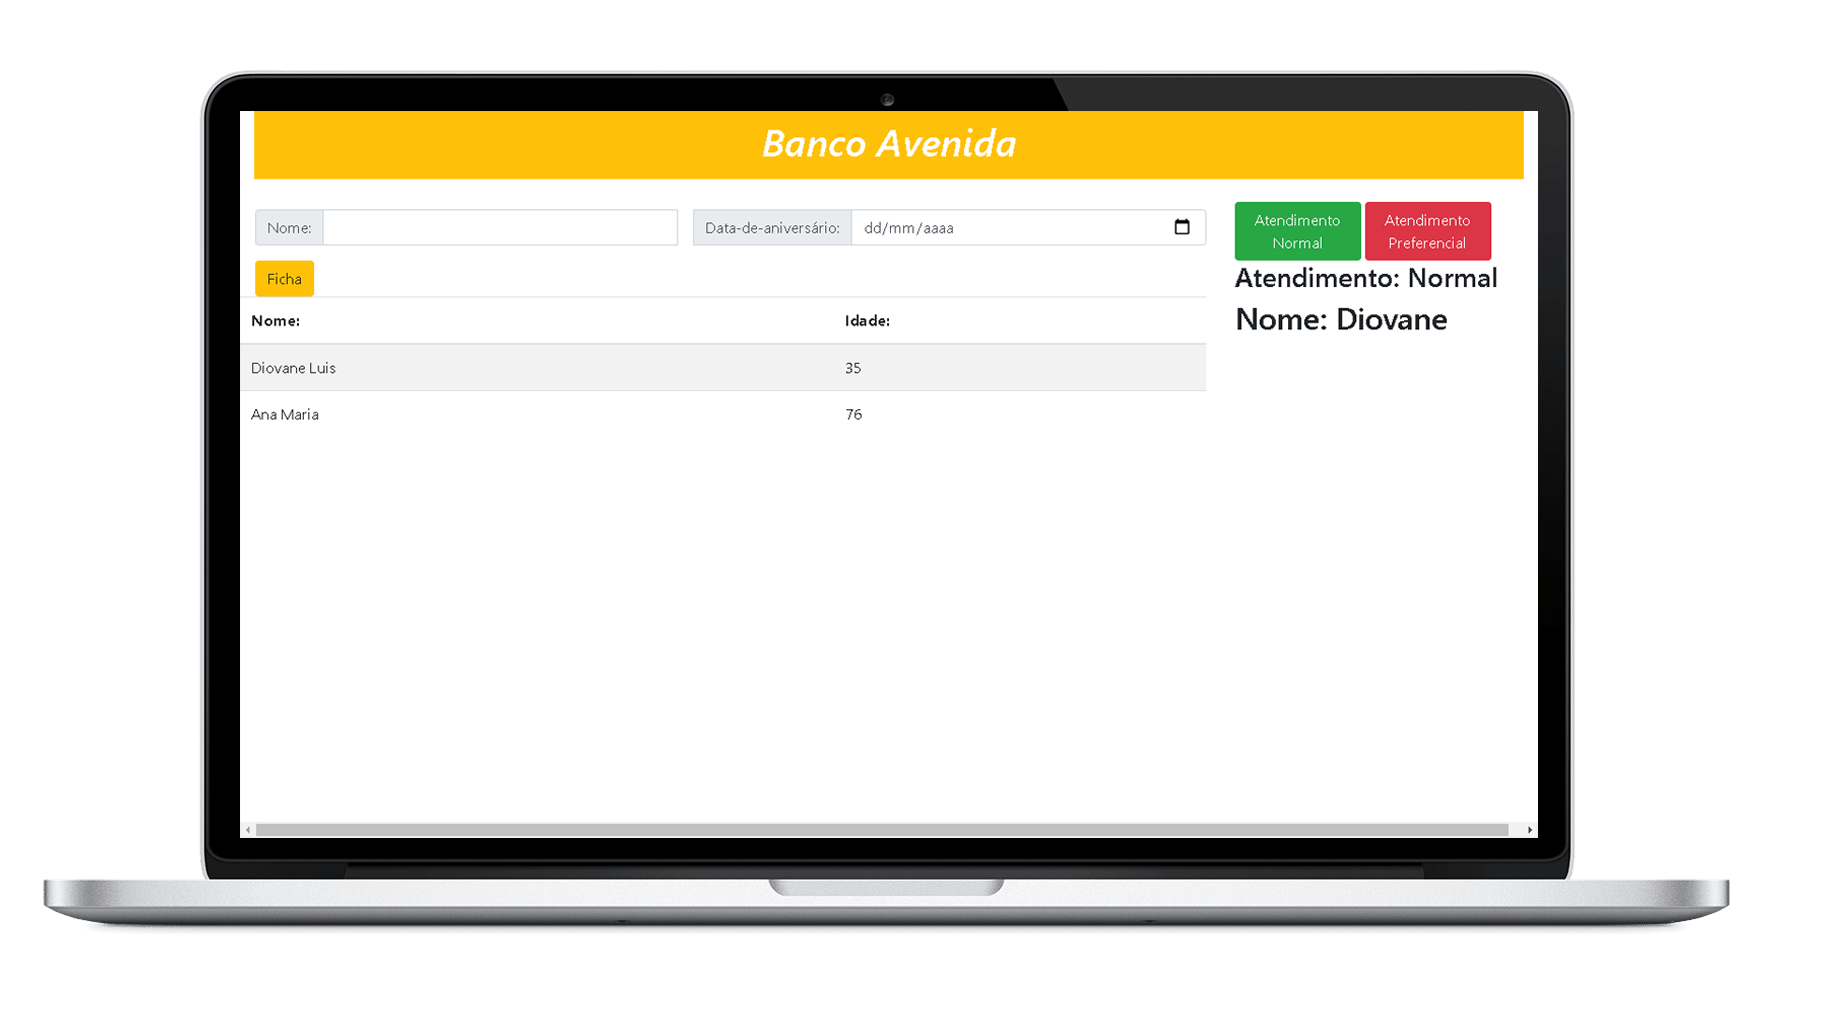 Banco Avenida
Nome:
Data-de-aniversário: dd/mm/aaaa
Atendimento Normal
Atendimento Preferencial
Ficha
Atendimento: Normal
Nome: Diovane
Nome: Idade:
Diovane Luis 35
Ana Maria 76